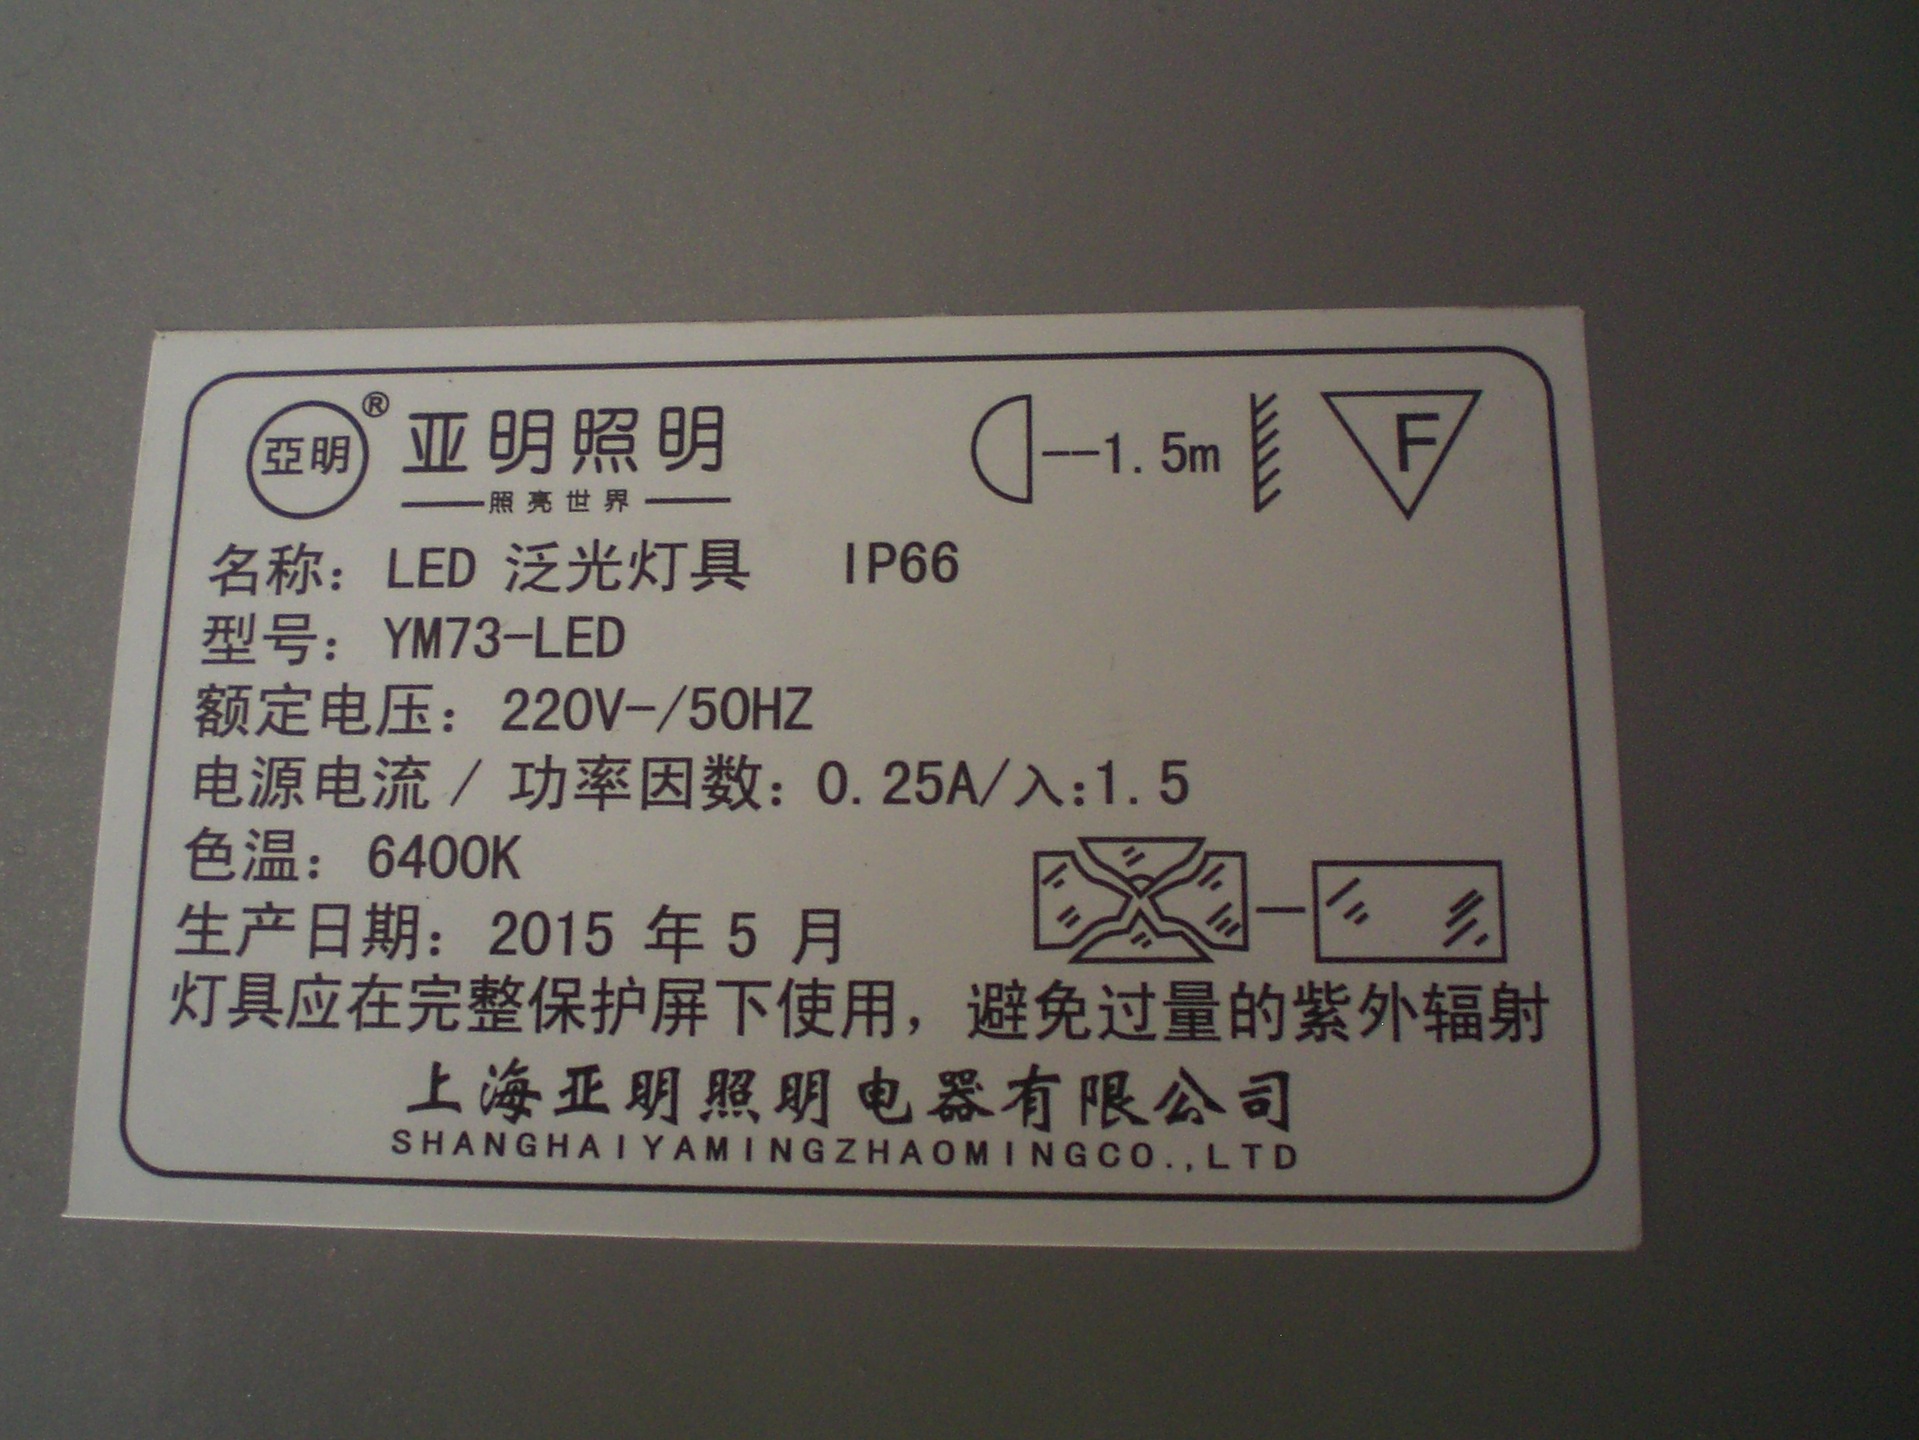 亞明® 亚明照明
照亮世界
--1.5m
F
名称：LED 泛光灯具 IP66
型号：YM73-LED
额定电压：220V-/50HZ
电源电流/功率因数：0.25A/入:1.5
色温：6400K
生产日期：2015 年 5 月
灯具应在完整保护屏下使用，避免过量的紫外辐射
上海亚明照明电器有限公司
SHANGHAIYAMINGZHAOMINGCO.,LTD